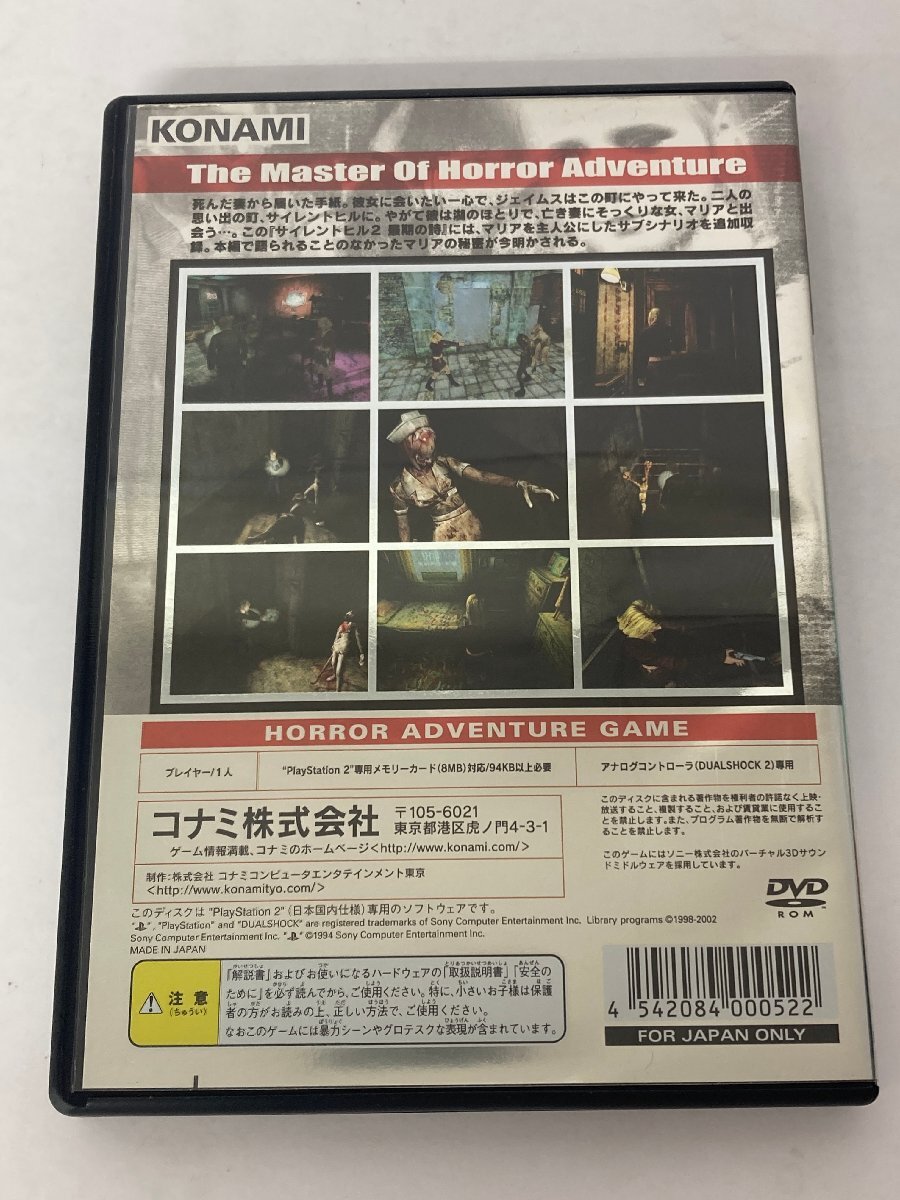 KONAMI
The Master Of Horror Adventure
死んだ妻から届いた手紙。彼女に会いたい一心で、ジェイムスはこの町にやって来た。二人の
思い出の町、サイレントヒルに。やがて彼は湖のほとりで、亡き妻にそっくりな女、マリアと出
会う…。この『サイレントヒル2 最期の詩』には、マリアを主人公にしたサブシナリオを追加収
録。本編で語られることのなかったマリアの秘密が今明かされる。
HORROR ADVENTURE GAME
プレイヤー/1人
"PlayStation 2"専用メモリーカード(8MB)対応/94KB以上必要
アナログコントローラ(DUALSHOCK 2)専用
コナミ株式会社
〒105-6021
東京都港区虎ノ門4-3-1
ゲーム情報満載、コナミのホームページ<http://www.konami.com/>
制作:株式会社 コナミコンピュータエンタテインメント東京
<http://www.konamityo.com/>
このディスクに含まれる著作物を権利者の許諾なく上映・
放送すること、複製すること、および賃貸業に使用するこ
とを禁止します。また、プログラム著作物を無断で解析す
ることを禁止します。
このゲームにはソニー株式会社のバーチャル3Dサウン
ドミドルウェアを採用しています。
DVD
ROM
このディスクは "PlayStation 2" (日本国内仕様) 専用のソフトウェアです。
" ", "PlayStation" and "DUALSHOCK" are registered trademarks of Sony Computer Entertainment Inc. Library programs ©1998-2002
Sony Computer Entertainment Inc. " " ©1994 Sony Computer Entertainment Inc.
MADE IN JAPAN
注意
(ちゅうい)
「解説書」およびお使いになるハードウェアの「取扱説明書」「安全の
ために」を必ず読んでから、ご使用ください。特に、小さいお子様は保護
者の方がお読みの上、正しい方法で、ご使用ください。
なおこのゲームには暴力シーンやグロテスクな表現が含まれています。
4 542084 000522
FOR JAPAN ONLY